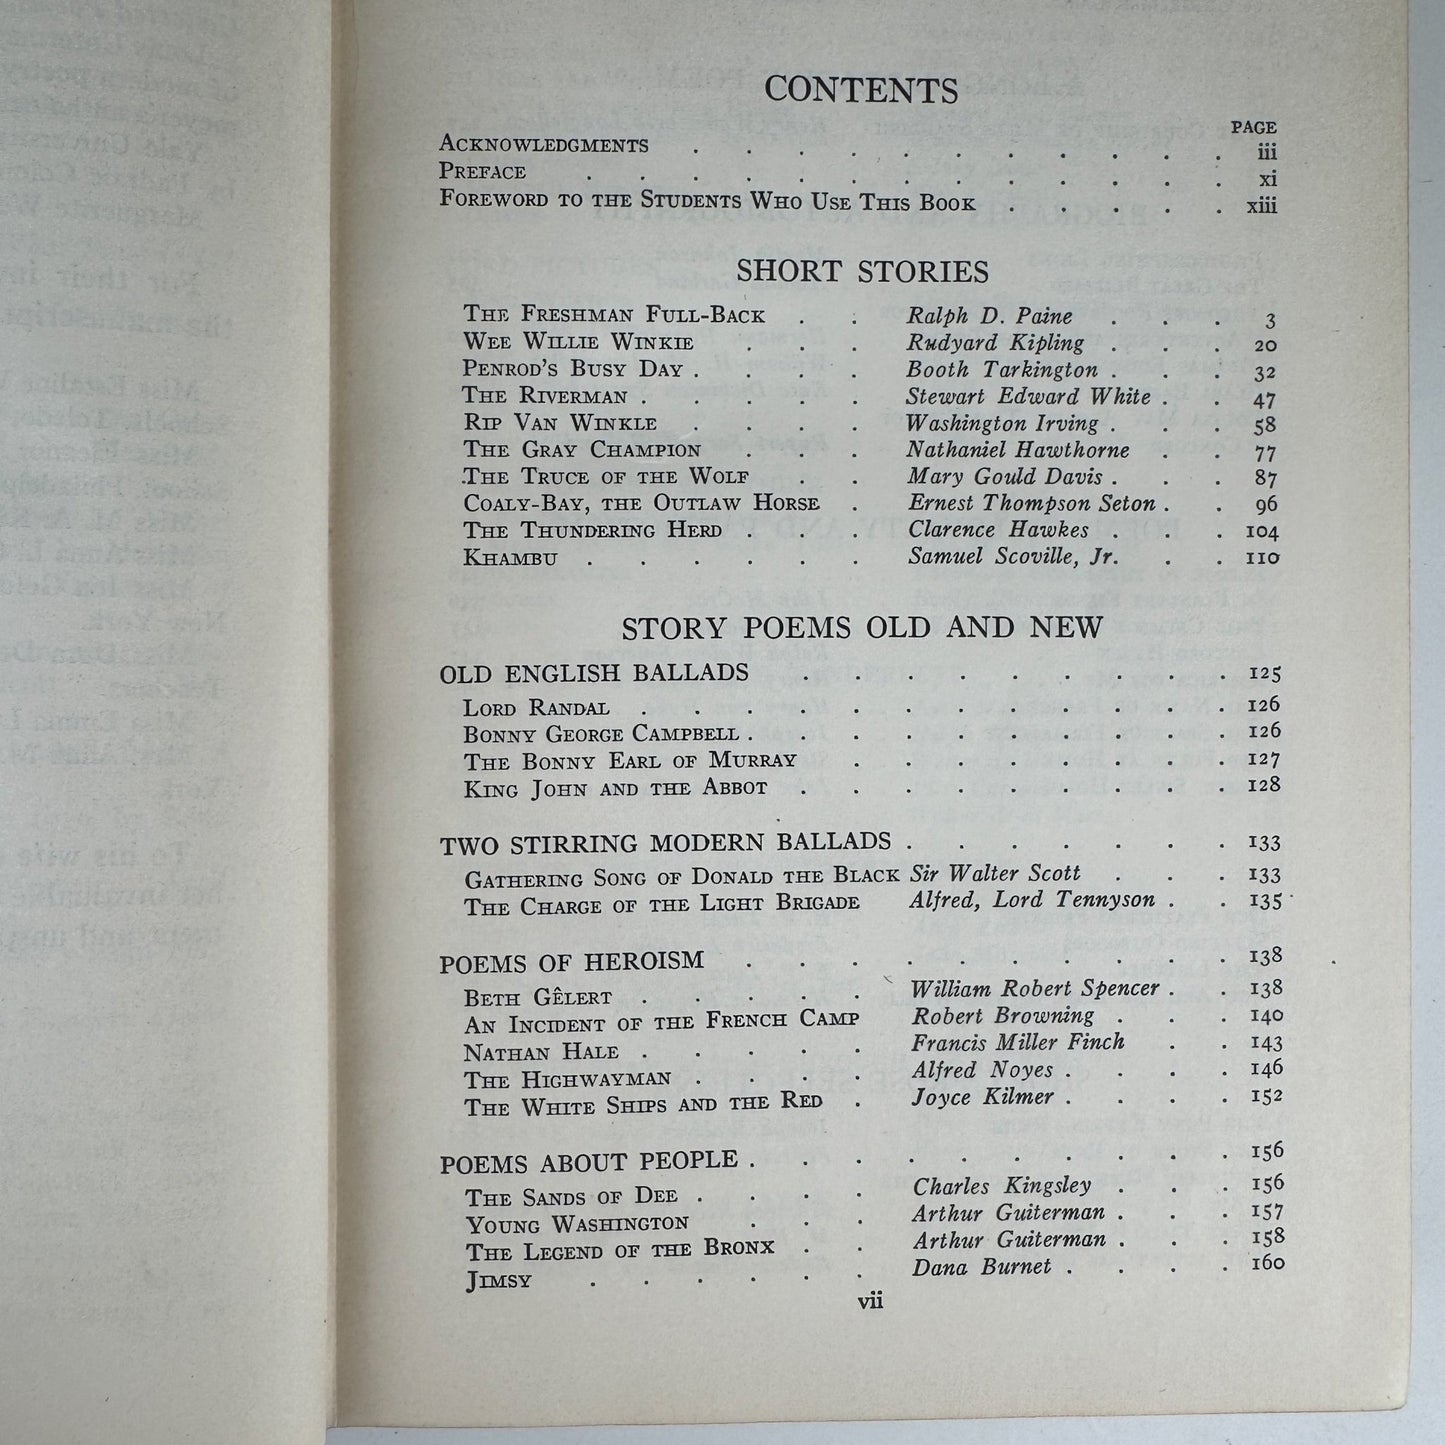 CONTENTS
PAGE
ACKNOWLEDGMENTS . . . . . . . . . . . iii
PREFACE . . . . . . . . . . . . . xi
FOREWORD TO THE STUDENTS WHO USE THIS BOOK . . . . . xiii
SHORT STORIES
THE FRESHMAN FULL-BACK . . Ralph D. Paine . . . 3
WEE WILLIE WINKIE . . . Rudyard Kipling . . . 20
PENROD'S BUSY DAY . . . . Booth Tarkington . . . 32
THE RIVERMAN . . . . . Stewart Edward White . . 47
RIP VAN WINKLE . . . . Washington Irving . . . 58
THE GRAY CHAMPION . . . Nathaniel Hawthorne . . 77
THE TRUCE OF THE WOLF . . Mary Gould Davis . . . 87
COALY-BAY, THE OUTLAW HORSE . Ernest Thompson Seton . . 96
THE THUNDERING HERD . . . Clarence Hawkes . . . 104
KHAMBU . . . . . . Samuel Scoville, Jr. . . 110
STORY POEMS OLD AND NEW
OLD ENGLISH BALLADS . . . . . . . . . 125
LORD RANDAL . . . . . . . . . . . . 126
BONNY GEORGE CAMPBELL . . . . . . . . . . 126
THE BONNY EARL OF MURRAY . . . . . . . . 127
KING JOHN AND THE ABBOT . . . . . . . . . 128
TWO STIRRING MODERN BALLADS . . . . . . . 133
GATHERING SONG OF DONALD THE BLACK Sir Walter Scott . . . 133
THE CHARGE OF THE LIGHT BRIGADE Alfred, Lord Tennyson . . 135
POEMS OF HEROISM . . . . . . . . . . 138
BETH GÊLERT . . . . . William Robert Spencer . . 138
AN INCIDENT OF THE FRENCH CAMP Robert Browning . . . 140
NATHAN HALE . . . . . Francis Miller Finch . . 143
THE HIGHWAYMAN . . . . Alfred Noyes . . . . 146
THE WHITE SHIPS AND THE RED . Joyce Kilmer . . . . 152
POEMS ABOUT PEOPLE . . . . . . . . . . 156
THE SANDS OF DEE . . . . Charles Kingsley . . . 156
YOUNG WASHINGTON . . . Arthur Guiterman . . . 157
THE LEGEND OF THE BRONX . . Arthur Guiterman . . . 158
JIMSY . . . . . . Dana Burnet . . . . 160
vii